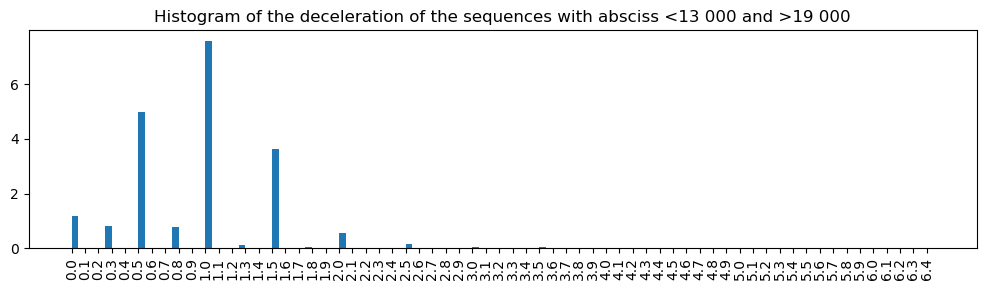 Histogram of the deceleration of the sequences with absciss <13 000 and >19 000
6
4
2
0
0.0 0.1 0.2 0.3 0.4 0.5 0.6 0.7 0.8 0.9 1.0 1.1 1.2 1.3 1.4 1.5 1.6 1.7 1.8 1.9 2.0 2.1 2.2 2.3 2.4 2.5 2.6 2.7 2.8 2.9 3.0 3.1 3.2 3.3 3.4 3.5 3.6 3.7 3.8 3.9 4.0 4.1 4.2 4.3 4.4 4.5 4.6 4.7 4.8 4.9 5.0 5.1 5.2 5.3 5.4 5.5 5.6 5.7 5.8 5.9 6.0 6.1 6.2 6.3 6.4